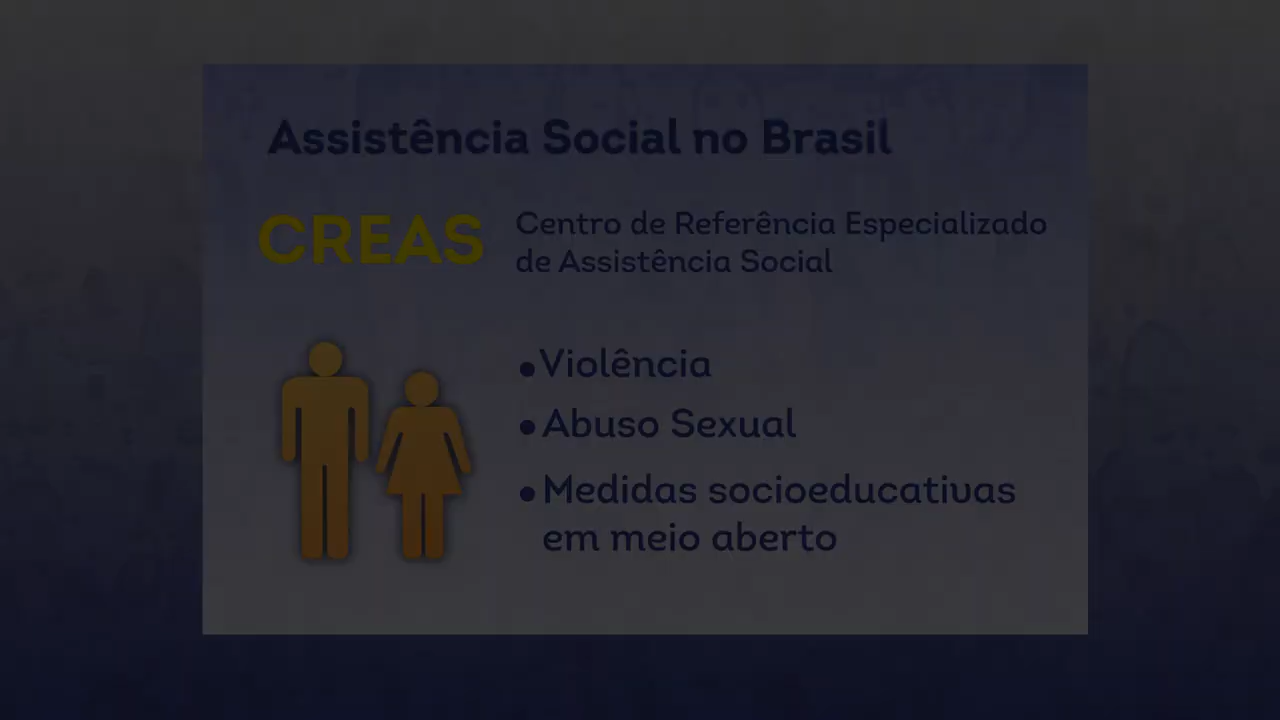 Assistência Social no Brasil
CREAS
Centro de Referência Especializado
de Assistência Social
• Violência
• Abuso Sexual
• Medidas socioeducativas
em meio aberto